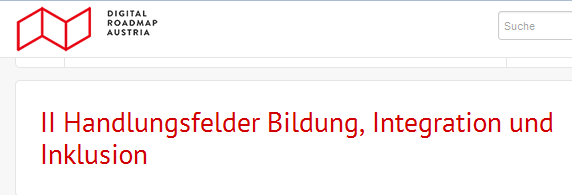 DIGITAL
ROADMAP
AUSTRIA
Suche
II Handlungsfelder Bildung, Integration und
Inklusion